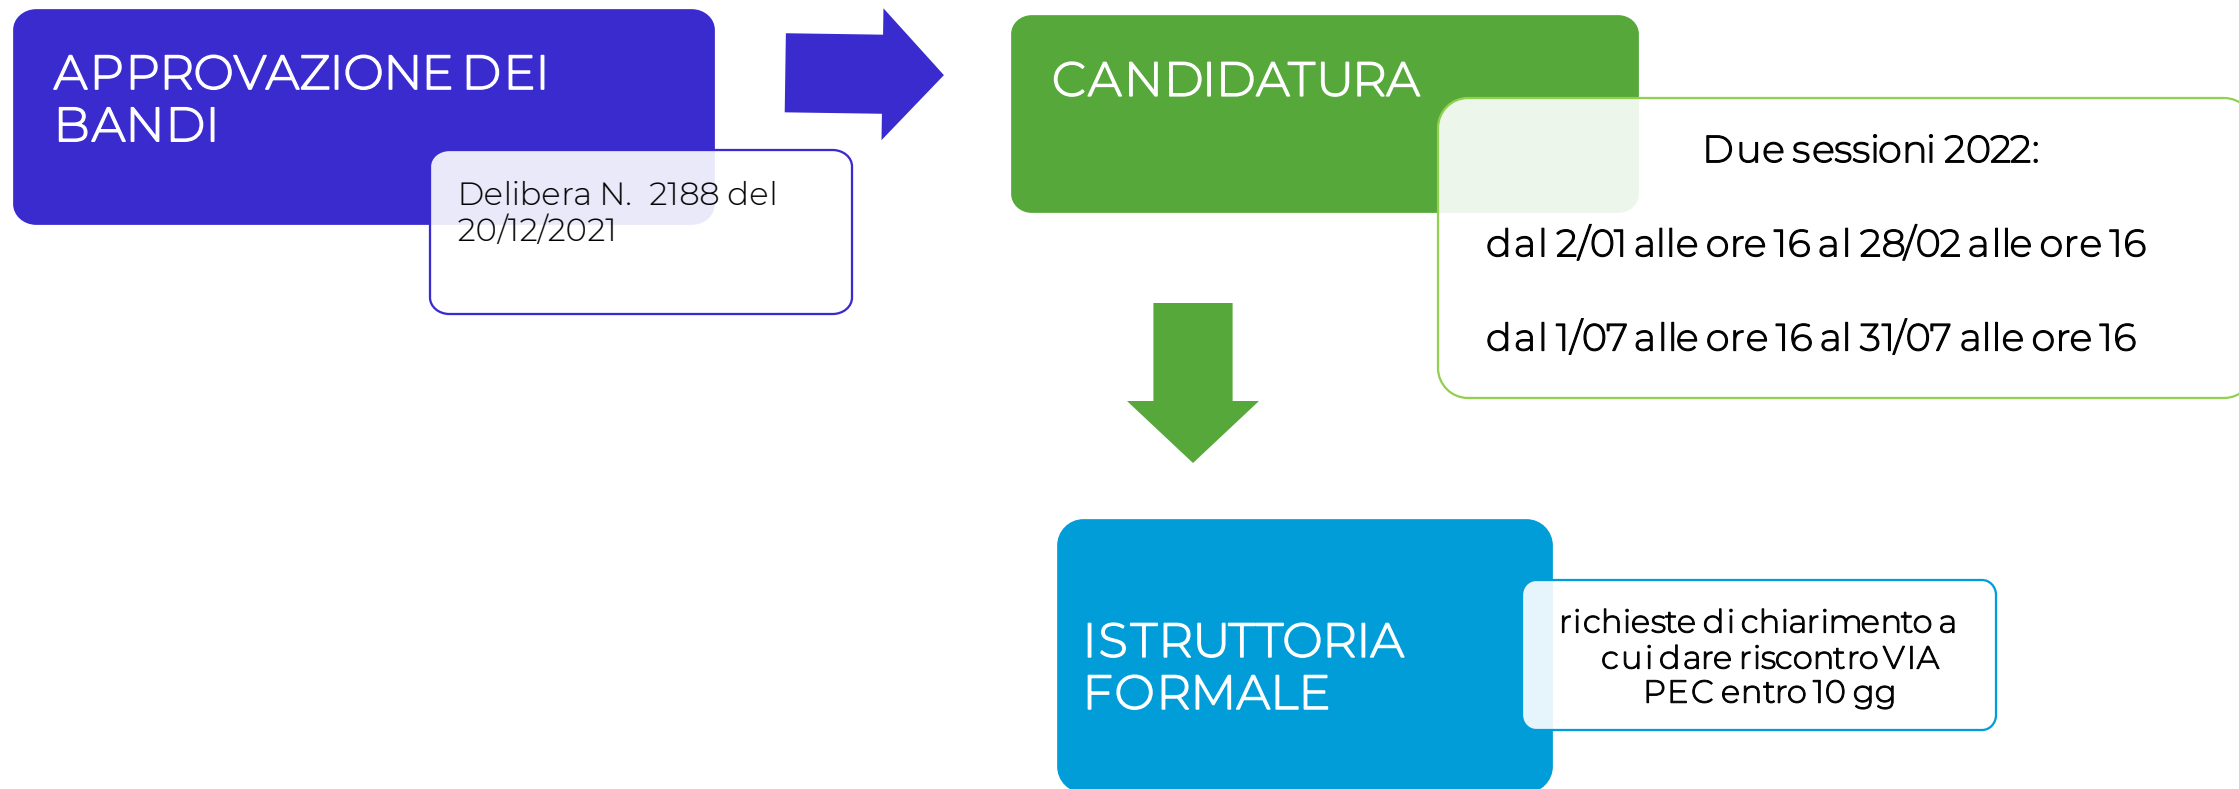 APPROVAZIONE DEI
BANDI
Delibera N. 2188 del
20/12/2021
CANDIDATURA
Due sessioni 2022:
dal 2/01 alle ore 16 al 28/02 alle ore 16
dal 1/07 alle ore 16 al 31/07 alle ore 16
ISTRUTTORIA
FORMALE
richieste di chiarimento a
cui dare riscontro VIA
PEC entro 10 gg